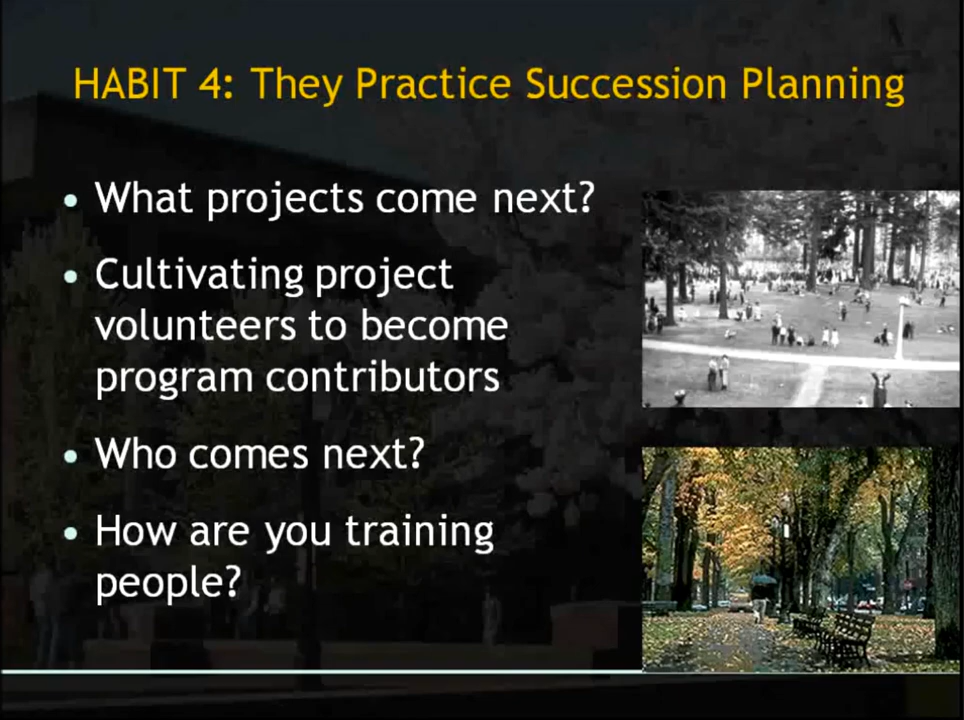 HABIT 4: They Practice Succession Planning
• What projects come next?
• Cultivating project
volunteers to become
program contributors
• Who comes next?
• How are you training
people?